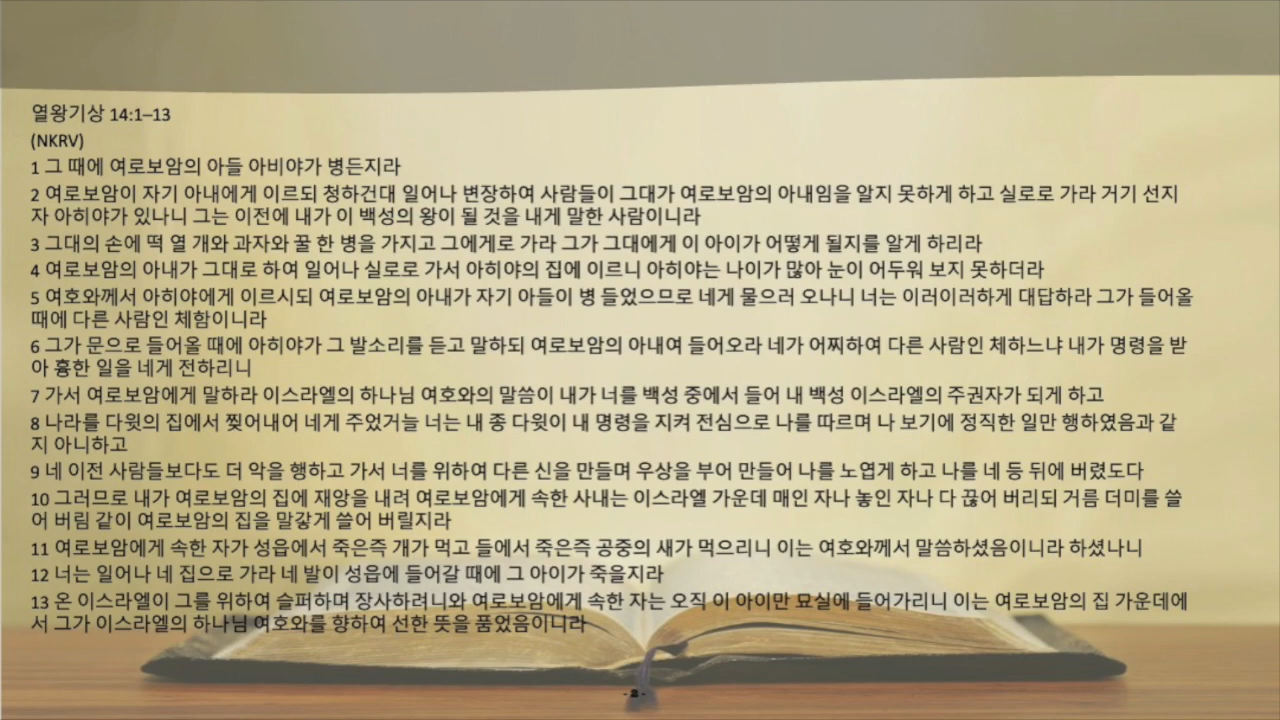 열왕기상 14:1–13
(NKRV)
1 그 때에 여로보암의 아들 아비야가 병든지라
2 여로보암이 자기 아내에게 이르되 청하건대 일어나 변장하여 사람들이 그대가 여로보암의 아내임을 알지 못하게 하고 실로로 가라 거기 선지
자 아히야가 있나니 그는 이전에 내가 이 백성의 왕이 될 것을 내게 말한 사람이니라
3 그대의 손에 떡 열 개와 과자와 꿀 한 병을 가지고 그에게로 가라 그가 그대에게 이 아이가 어떻게 될지를 알게 하리라
4 여로보암의 아내가 그대로 하여 일어나 실로로 가서 아히야의 집에 이르니 아히야는 나이가 많아 눈이 어두워 보지 못하더라
5 여호와께서 아히야에게 이르시되 여로보암의 아내가 자기 아들이 병 들었으므로 네게 물으러 오나니 너는 이러이러하게 대답하라 그가 들어올
때에 다른 사람인 체함이니라
6 그가 문으로 들어올 때에 아히야가 그 발소리를 듣고 말하되 여로보암의 아내여 들어오라 네가 어찌하여 다른 사람인 체하느냐 내가 명령을 받
아 흉한 일을 네게 전하리니
7 가서 여로보암에게 말하라 이스라엘의 하나님 여호와의 말씀이 내가 너를 백성 중에서 들어 내 백성 이스라엘의 주권자가 되게 하고
8 나라를 다윗의 집에서 찢어내어 네게 주었거늘 너는 내 종 다윗이 내 명령을 지켜 전심으로 나를 따르며 나 보기에 정직한 일만 행하였음과 같
지 아니하고
9 네 이전 사람들보다도 더 악을 행하고 가서 너를 위하여 다른 신을 만들며 우상을 부어 만들어 나를 노엽게 하고 나를 네 등 뒤에 버렸도다
10 그러므로 내가 여로보암의 집에 재앙을 내려 여로보암에게 속한 사내는 이스라엘 가운데 매인 자나 놓인 자나 다 끊어 버리되 거름 더미를 쓸
어 버림 같이 여로보암의 집을 말갛게 쓸어 버릴지라
11 여로보암에게 속한 자가 성읍에서 죽은즉 개가 먹고 들에서 죽은즉 공중의 새가 먹으리니 이는 여호와께서 말씀하셨음이니라 하셨나니
12 너는 일어나 네 집으로 가라 네 발이 성읍에 들어갈 때에 그 아이가 죽을지라
13 온 이스라엘이 그를 위하여 슬퍼하며 장사하려니와 여로보암에게 속한 자는 오직 이 아이만 묘실에 들어가리니 이는 여로보암의 집 가운데에
서 그가 이스라엘의 하나님 여호와를 향하여 선한 뜻을 품었음이니라
- 2 -